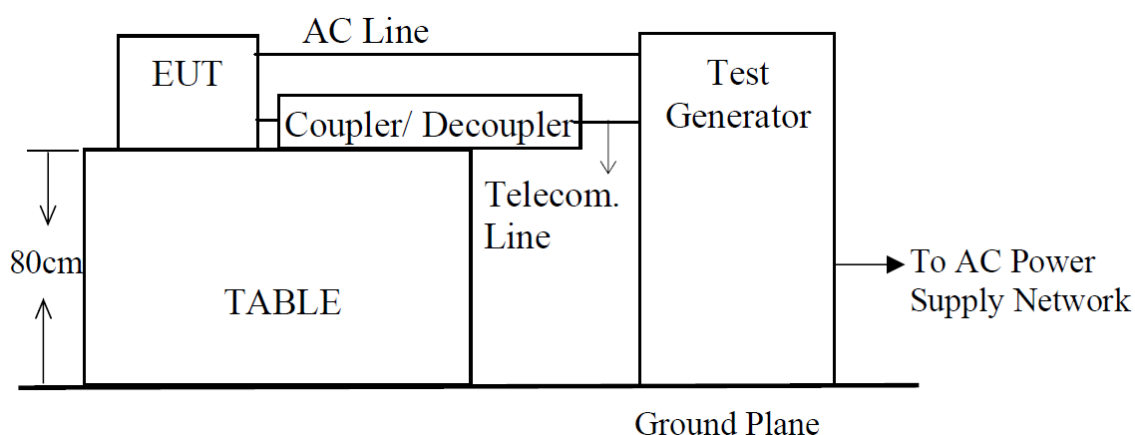 AC Line
EUT
Test
Generator
Coupler/ Decoupler
Telecom.
Line
80cm
To AC Power
Supply Network
TABLE
Ground Plane